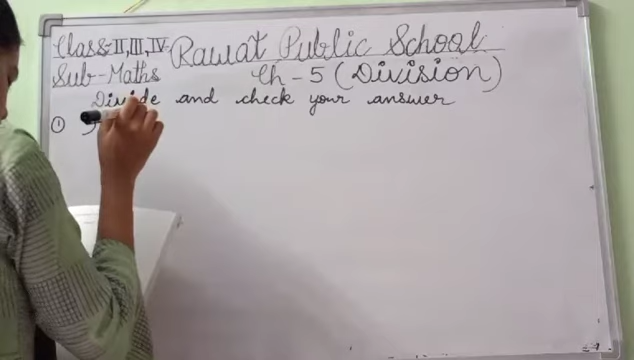 Class-II,III,IV Rawat Public School
Sub-Maths Ch-5 (Division)
Divide and check your answer
①